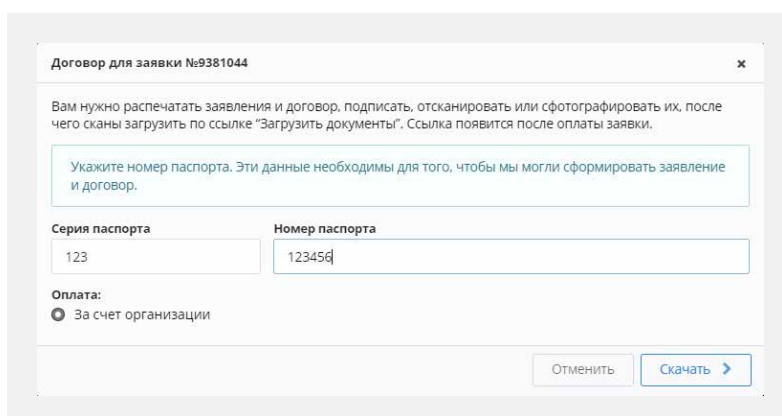 Договор для заявки №9381044
Вам нужно распечатать заявления и договор, подписать, отсканировать или сфотографировать их, после
чего сканы загрузить по ссылке “Загрузить документы”. Ссылка появится после оплаты заявки.
Укажите номер паспорта. Эти данные необходимы для того, чтобы мы могли сформировать заявление
и договор.
Серия паспорта
Номер паспорта
123
123456
Оплата:
За счет организации
Отменить
Скачать